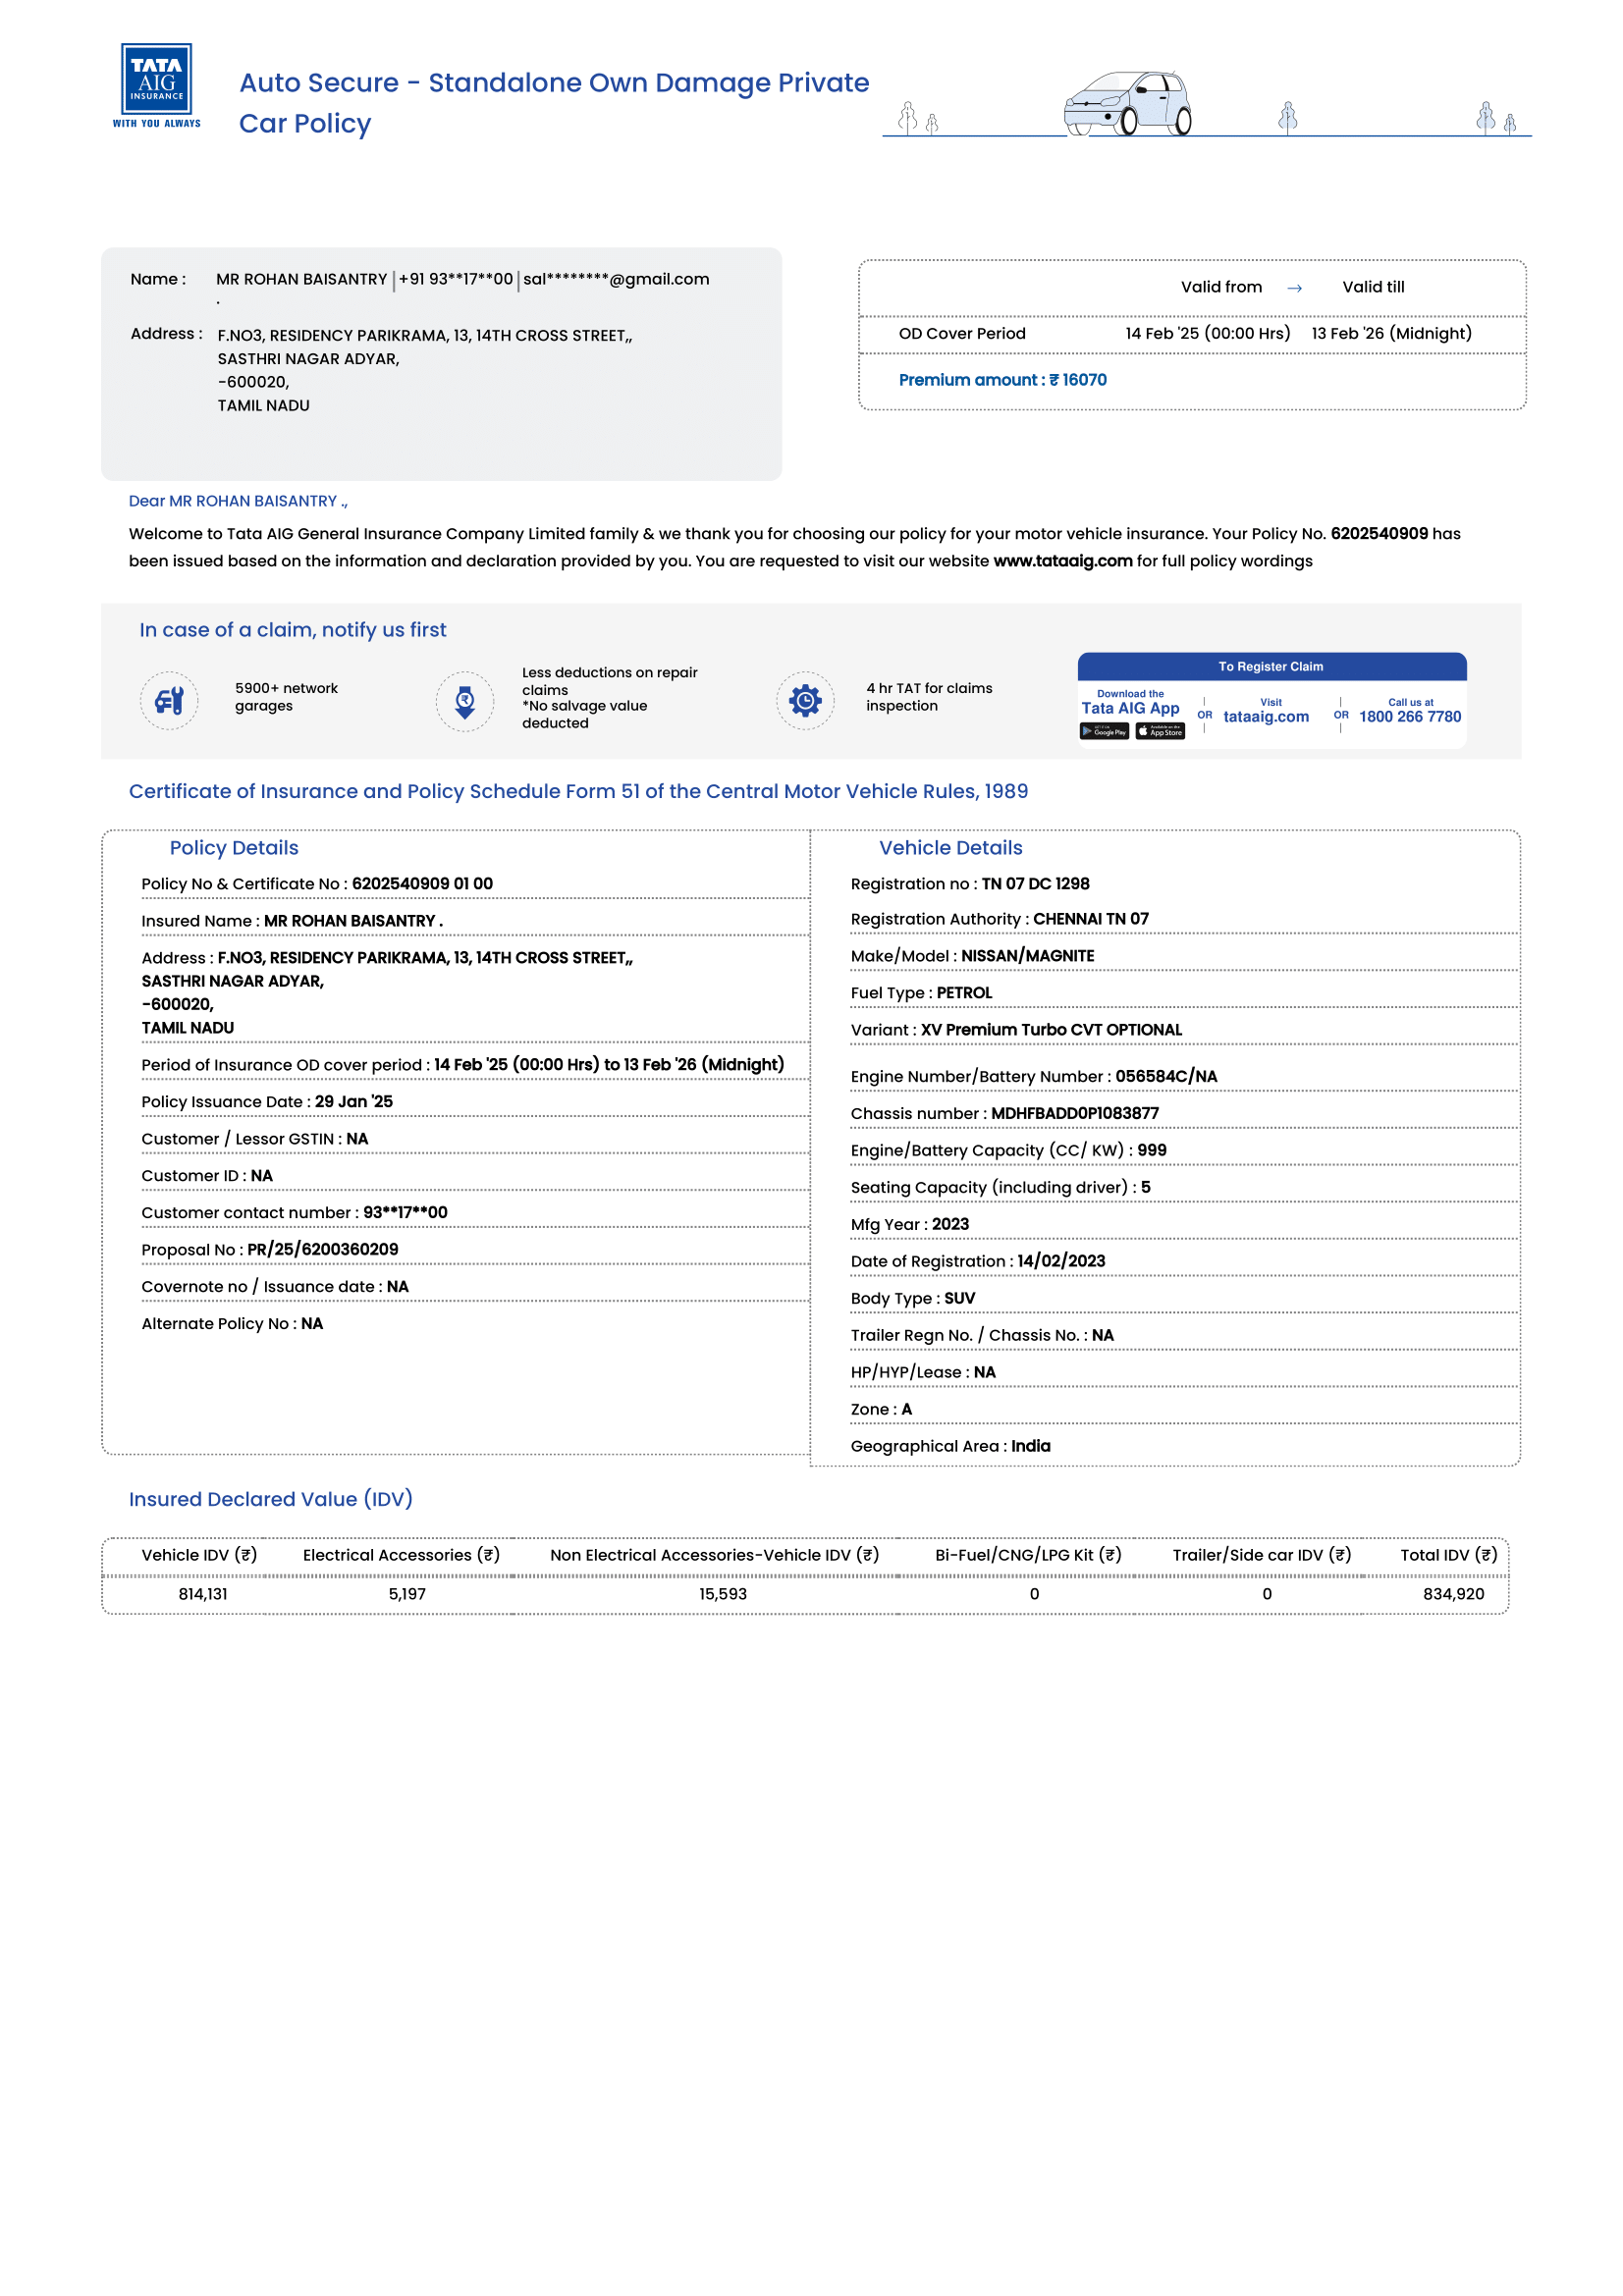 TATA
AIG
INSURANCE
WITH YOU ALWAYS
Auto Secure - Standalone Own Damage Private
Car Policy
Name : MR ROHAN BAISANTRY | +91 93**17**00 | sal********@gmail.com
.
Address : F.NO3, RESIDENCY PARIKRAMA, 13, 14TH CROSS STREET,,
SASTHRI NAGAR ADYAR,
-600020,
TAMIL NADU
Valid from → Valid till
OD Cover Period 14 Feb '25 (00:00 Hrs) 13 Feb '26 (Midnight)
Premium amount : ₹ 16070
Dear MR ROHAN BAISANTRY .,
Welcome to Tata AIG General Insurance Company Limited family & we thank you for choosing our policy for your motor vehicle insurance. Your Policy No. 6202540909 has
been issued based on the information and declaration provided by you. You are requested to visit our website www.tataaig.com for full policy wordings
In case of a claim, notify us first
5900+ network
garages
Less deductions on repair
claims
*No salvage value
deducted
4 hr TAT for claims
inspection
To Register Claim
Download the
Tata AIG App
GET IT ON
Google Play
Available on the
App Store
OR
Visit
tataaig.com
OR
Call us at
1800 266 7780
Certificate of Insurance and Policy Schedule Form 51 of the Central Motor Vehicle Rules, 1989
Policy Details
Policy No & Certificate No : 6202540909 01 00
Insured Name : MR ROHAN BAISANTRY .
Address : F.NO3, RESIDENCY PARIKRAMA, 13, 14TH CROSS STREET,,
SASTHRI NAGAR ADYAR,
-600020,
TAMIL NADU
Period of Insurance OD cover period : 14 Feb '25 (00:00 Hrs) to 13 Feb '26 (Midnight)
Policy Issuance Date : 29 Jan '25
Customer / Lessor GSTIN : NA
Customer ID : NA
Customer contact number : 93**17**00
Proposal No : PR/25/6200360209
Covernote no / Issuance date : NA
Alternate Policy No : NA
Vehicle Details
Registration no : TN 07 DC 1298
Registration Authority : CHENNAI TN 07
Make/Model : NISSAN/MAGNITE
Fuel Type : PETROL
Variant : XV Premium Turbo CVT OPTIONAL
Engine Number/Battery Number : 056584C/NA
Chassis number : MDHFBADD0P1083877
Engine/Battery Capacity (CC/ KW) : 999
Seating Capacity (including driver) : 5
Mfg Year : 2023
Date of Registration : 14/02/2023
Body Type : SUV
Trailer Regn No. / Chassis No. : NA
HP/HYP/Lease : NA
Zone : A
Geographical Area : India
Insured Declared Value (IDV)
Vehicle IDV (₹) Electrical Accessories (₹) Non Electrical Accessories-Vehicle IDV (₹) Bi-Fuel/CNG/LPG Kit (₹) Trailer/Side car IDV (₹) Total IDV (₹)
814,131 5,197 15,593 0 0 834,920